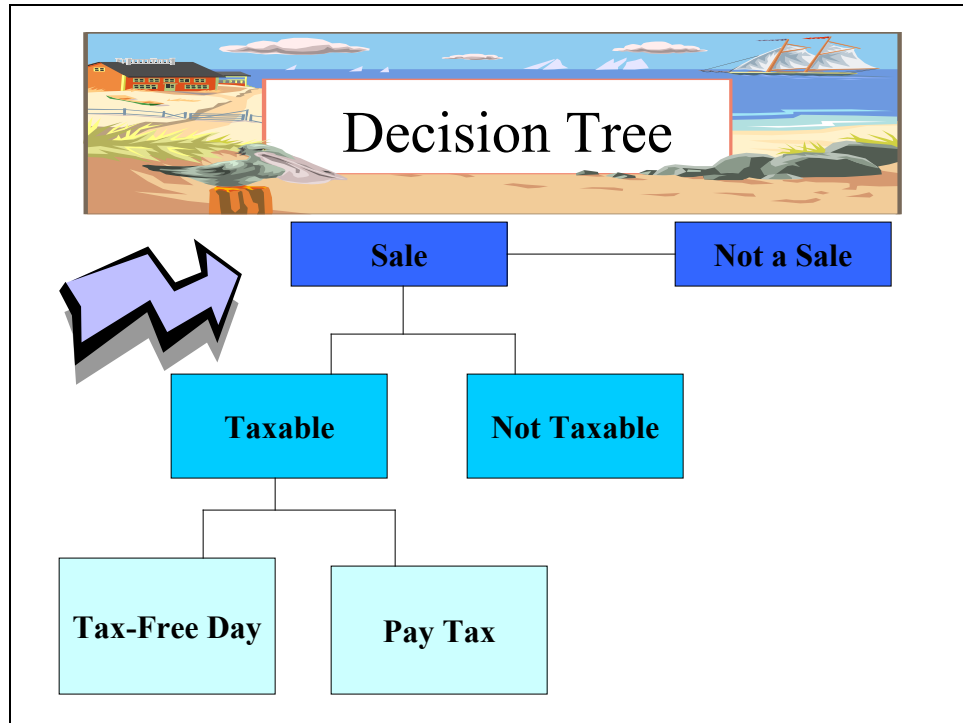 Decision Tree
Sale
Not a Sale
Taxable
Not Taxable
Tax-Free Day
Pay Tax